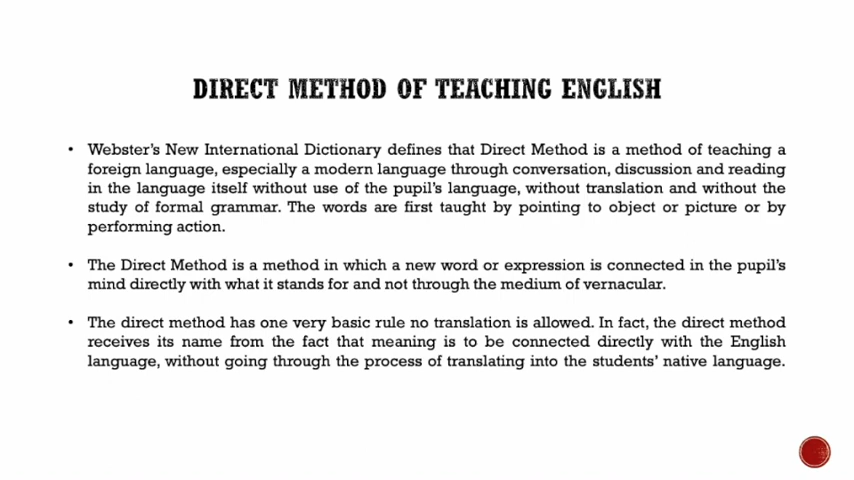 DIRECT METHOD OF TEACHING ENGLISH
• Webster's New International Dictionary defines that Direct Method is a method of teaching a
foreign language, especially a modern language through conversation, discussion and reading
in the language itself without use of the pupil's language, without translation and without the
study of formal grammar. The words are first taught by pointing to object or picture or by
performing action.
• The Direct Method is a method in which a new word or expression is connected in the pupil's
mind directly with what it stands for and not through the medium of vernacular.
• The direct method has one very basic rule no translation is allowed. In fact, the direct method
receives its name from the fact that meaning is to be connected directly with the English
language, without going through the process of translating into the students' native language.